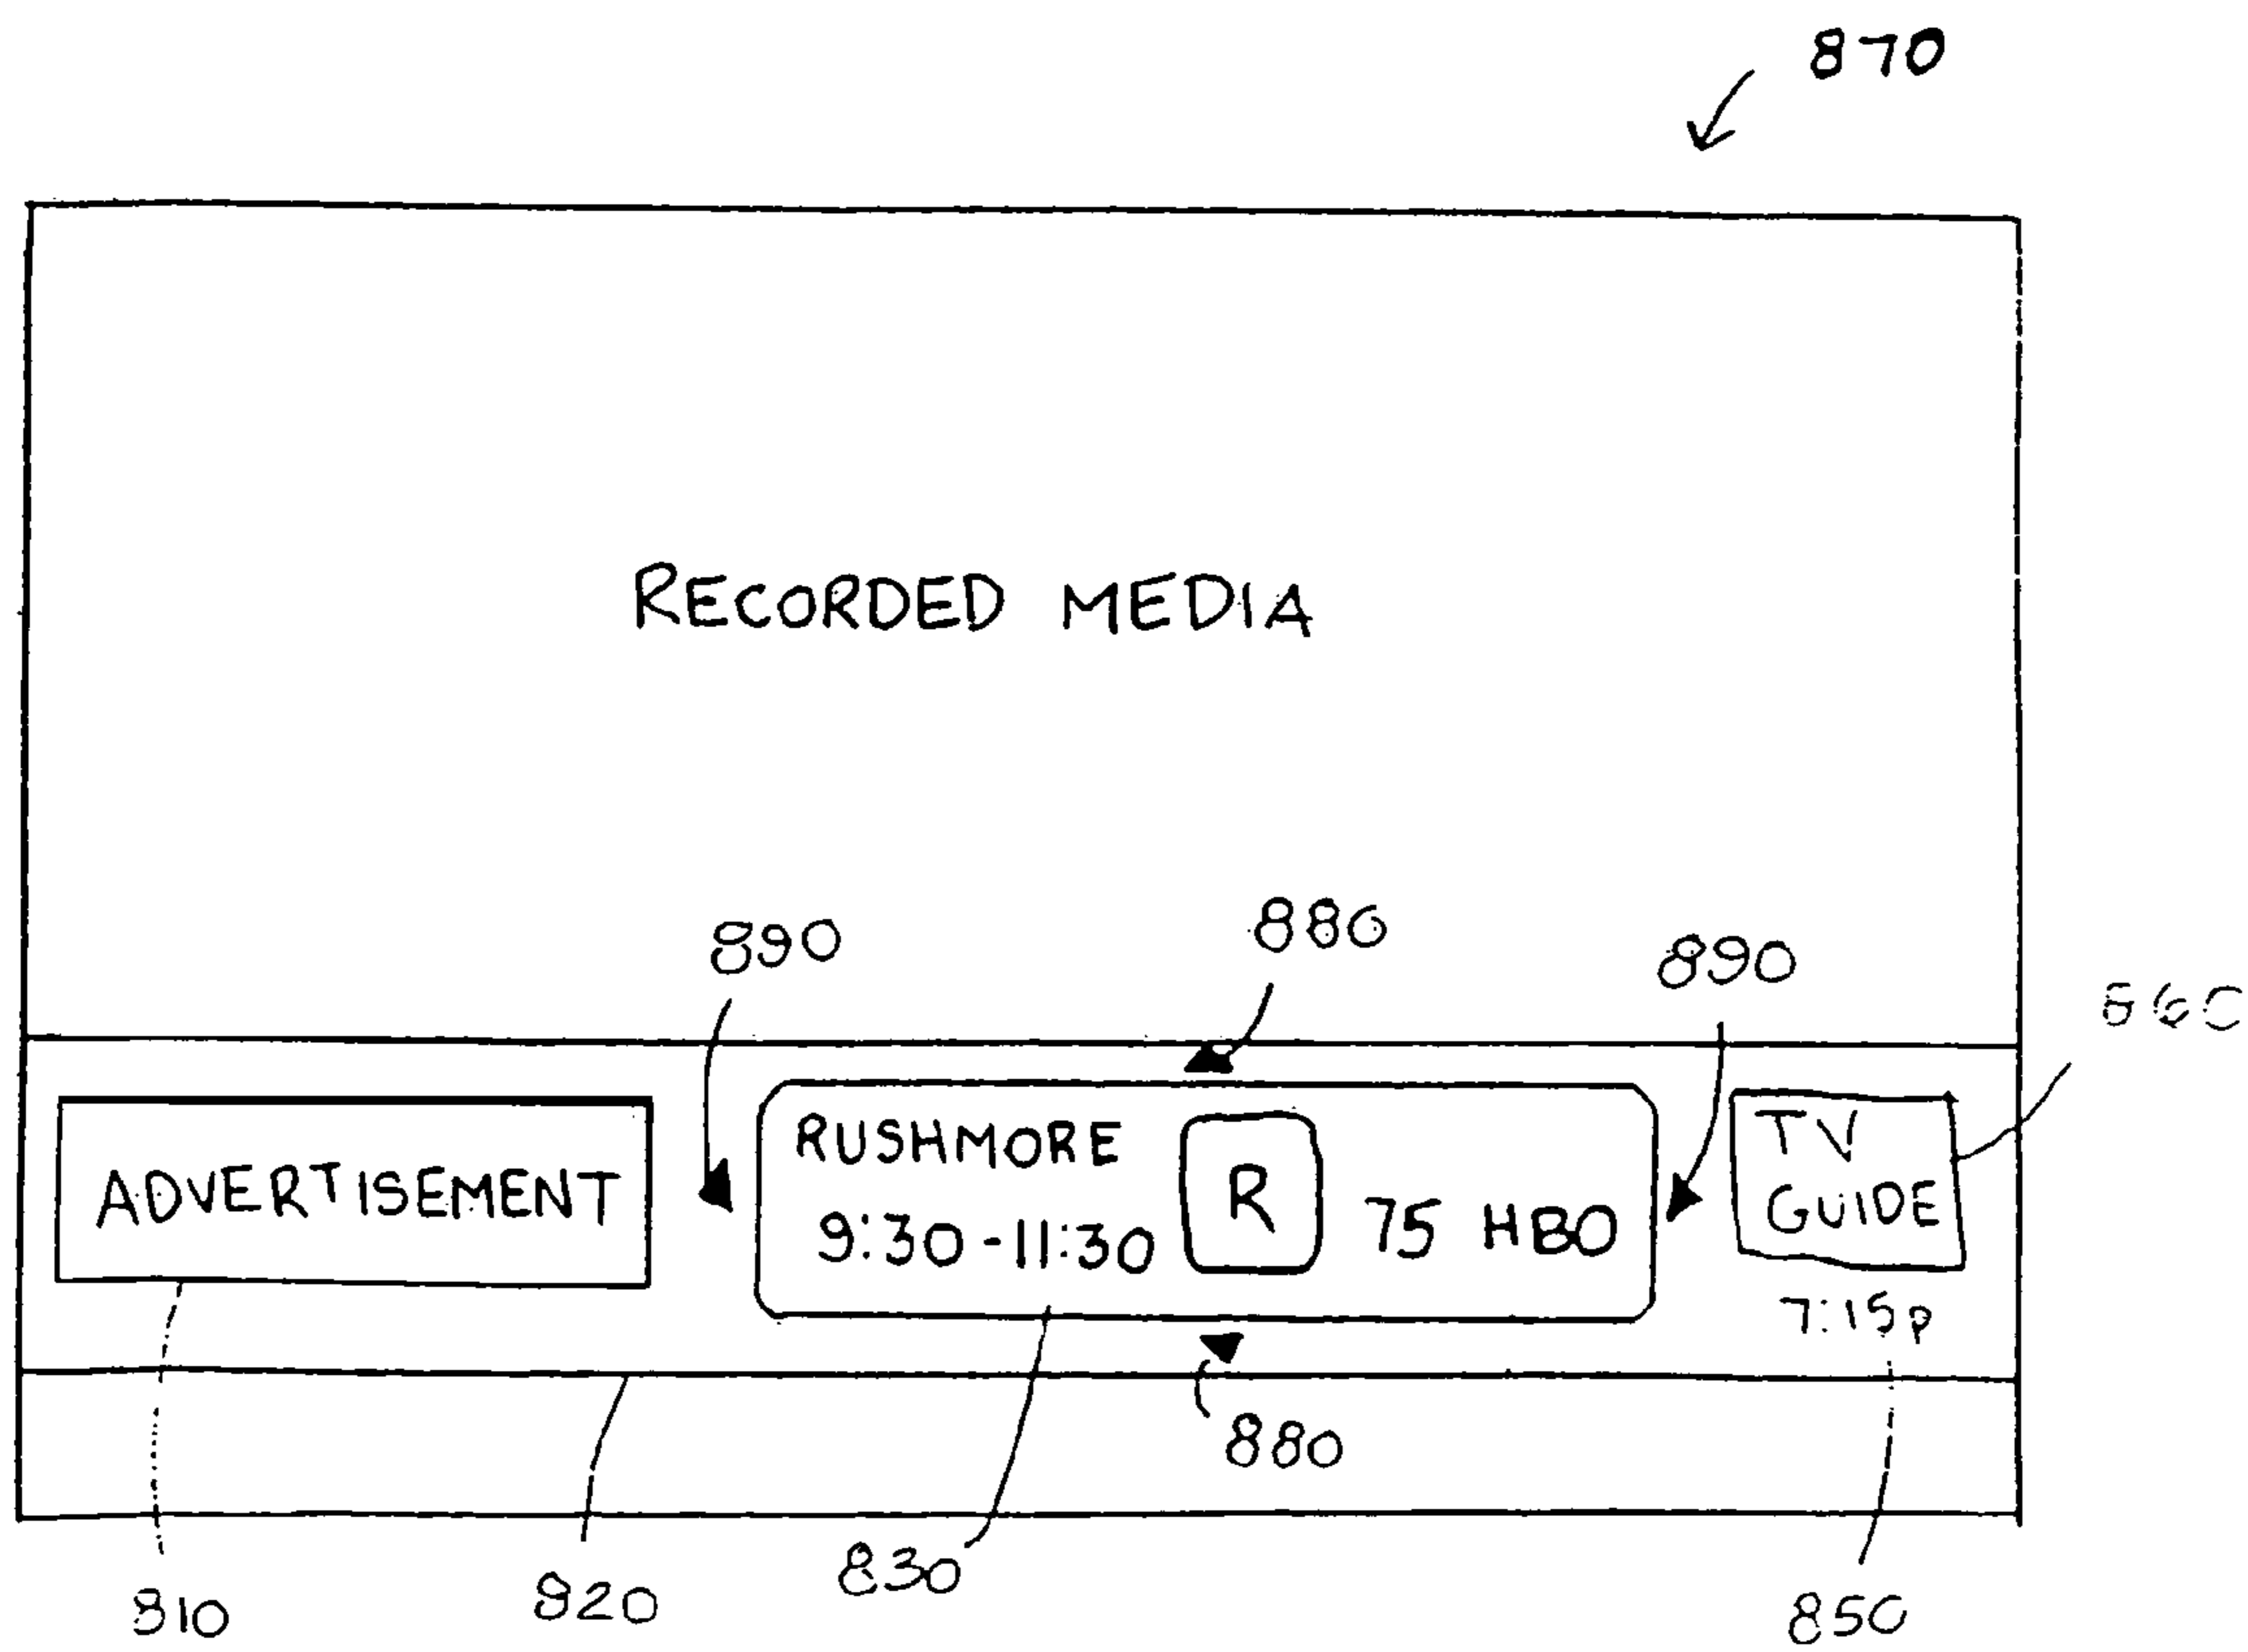 870
RECORDED MEDIA
890 880 890
860
ADVERTISEMENT
RUSHMORE
9:30-11:30
R
75 HBO
TV
GUIDE
7:15p
880
810 820 830 850